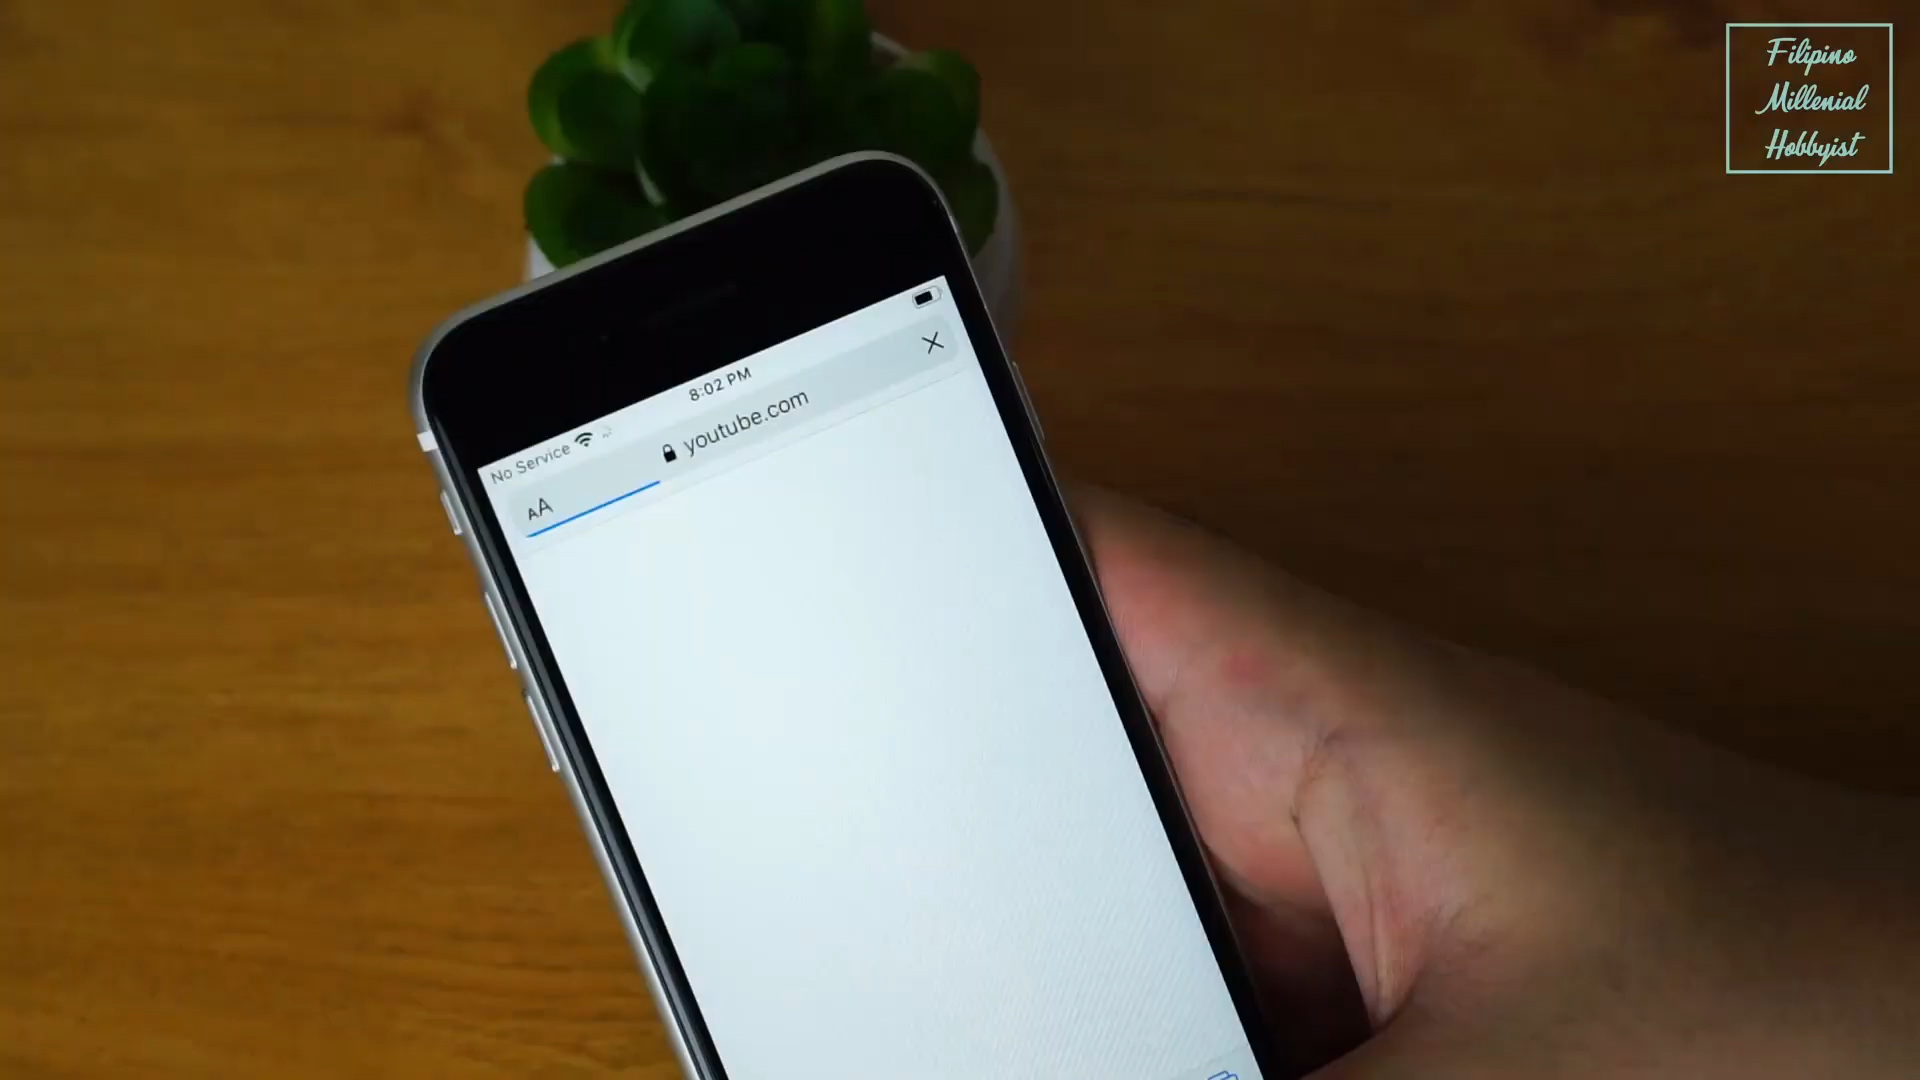 Filipino
Millenial
Hobbyist
8:02 PM
No Service
youtube.com
AA